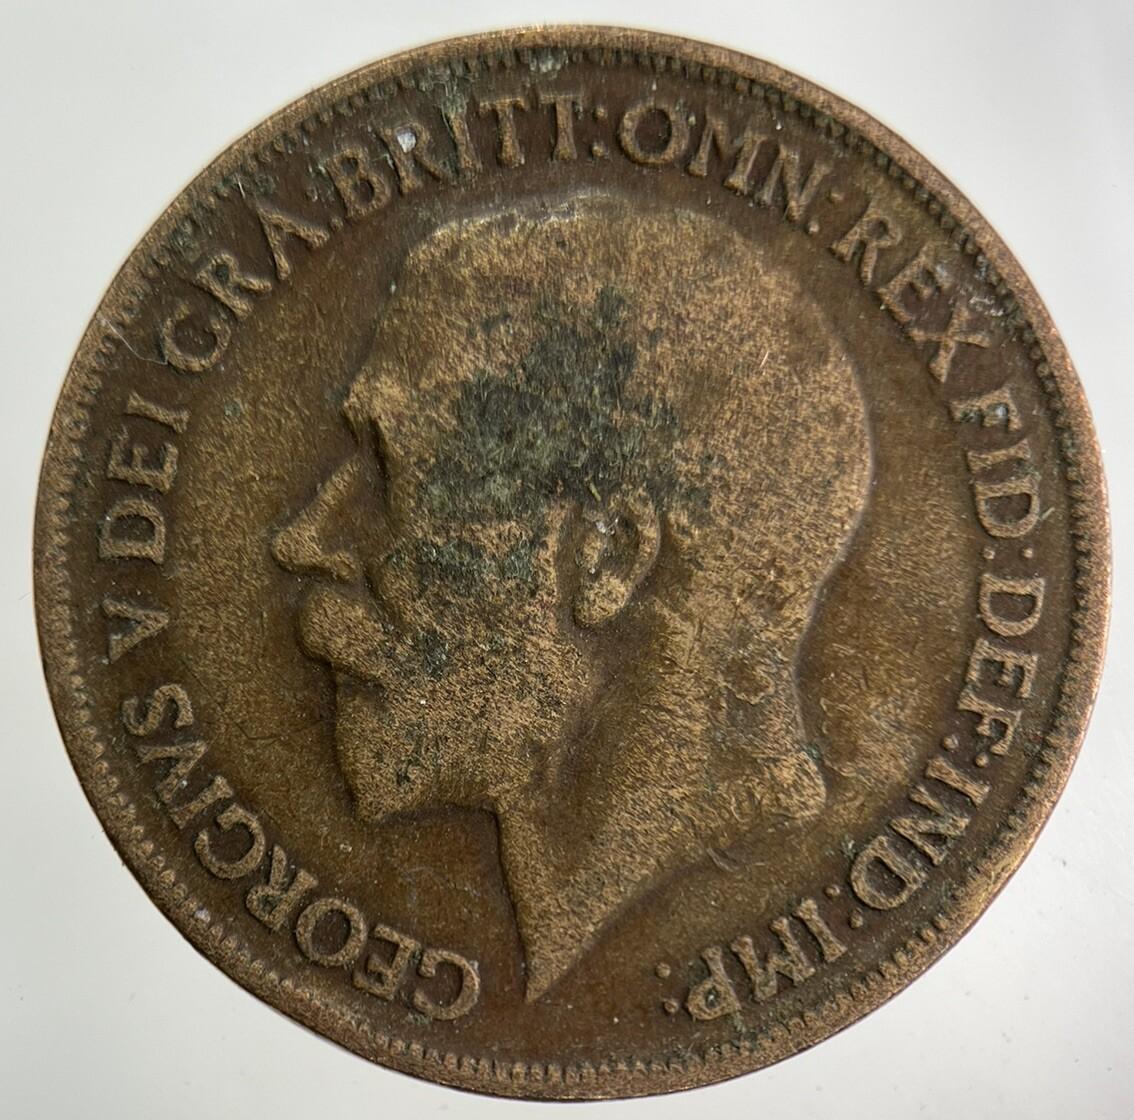 GEORGIVS V DEI GRA: BRITT: OMN: REX FID: DEF: IND: IMP: